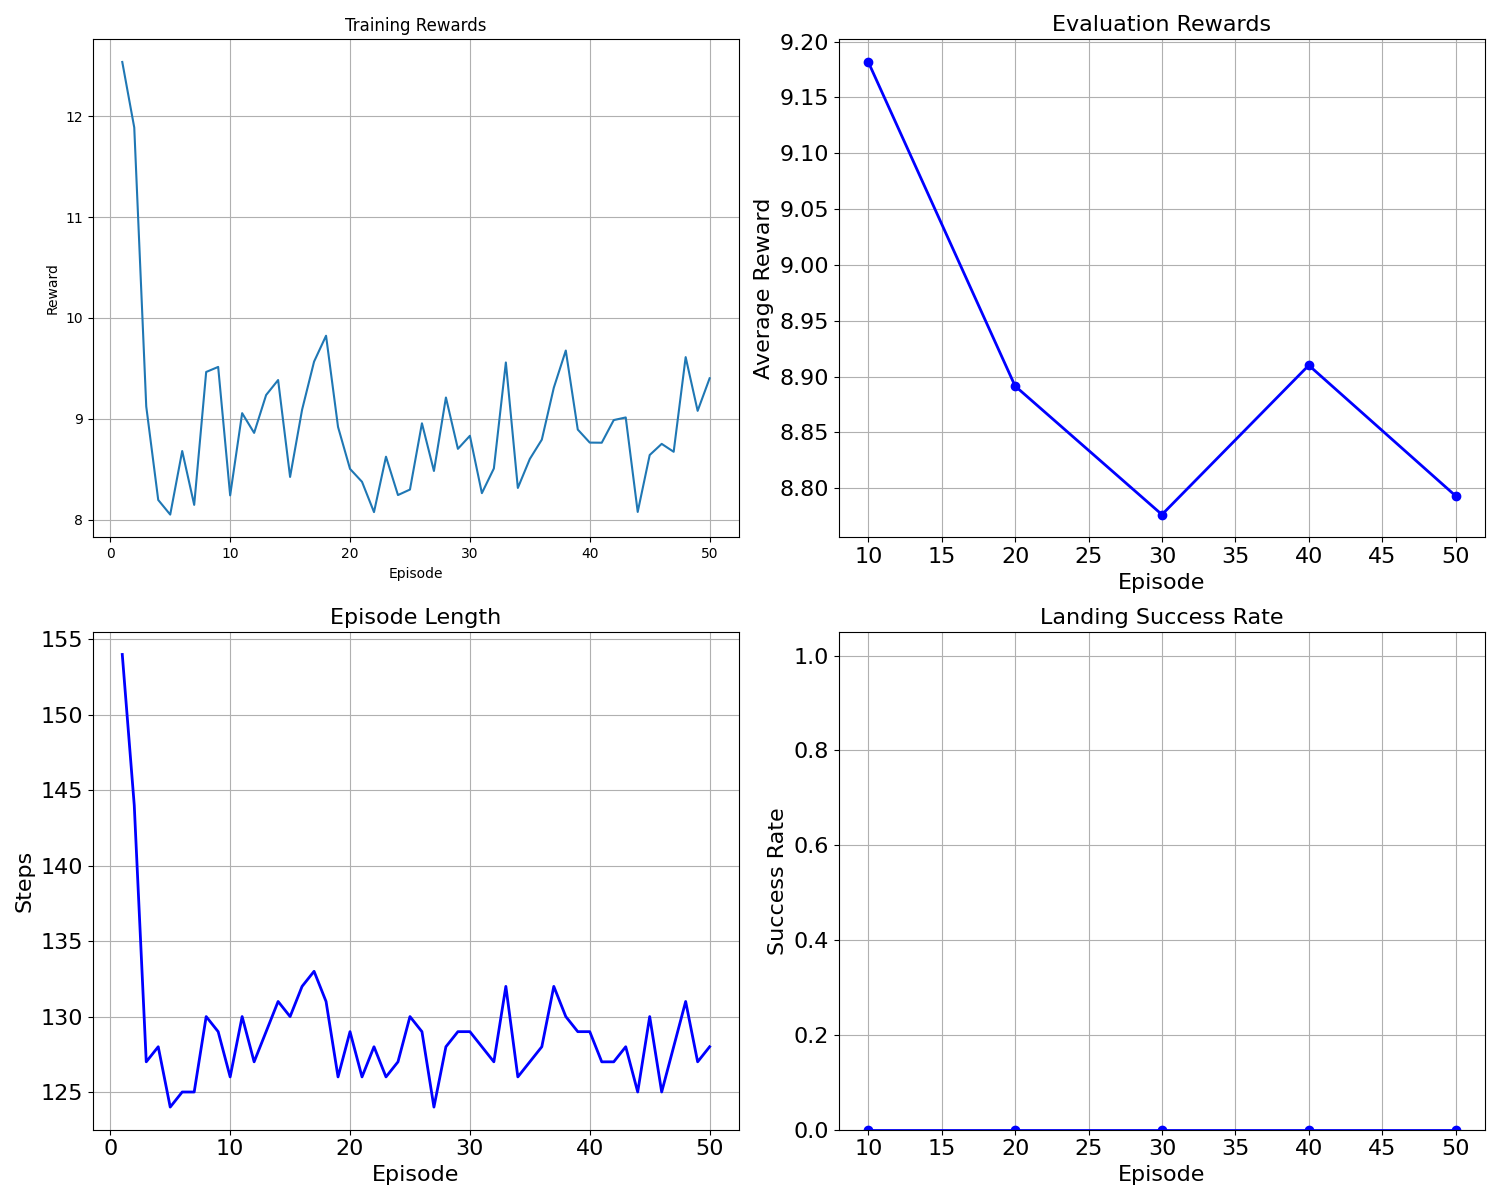 Training Rewards
Reward
12
11
10
9
8
0 10 20 30 40 50
Episode
Evaluation Rewards
Average Reward
9.20
9.15
9.10
9.05
9.00
8.95
8.90
8.85
8.80
10 15 20 25 30 35 40 45 50
Episode
Episode Length
Steps
155
150
145
140
135
130
125
0 10 20 30 40 50
Episode
Landing Success Rate
Success Rate
1.0
0.8
0.6
0.4
0.2
0.0
10 15 20 25 30 35 40 45 50
Episode